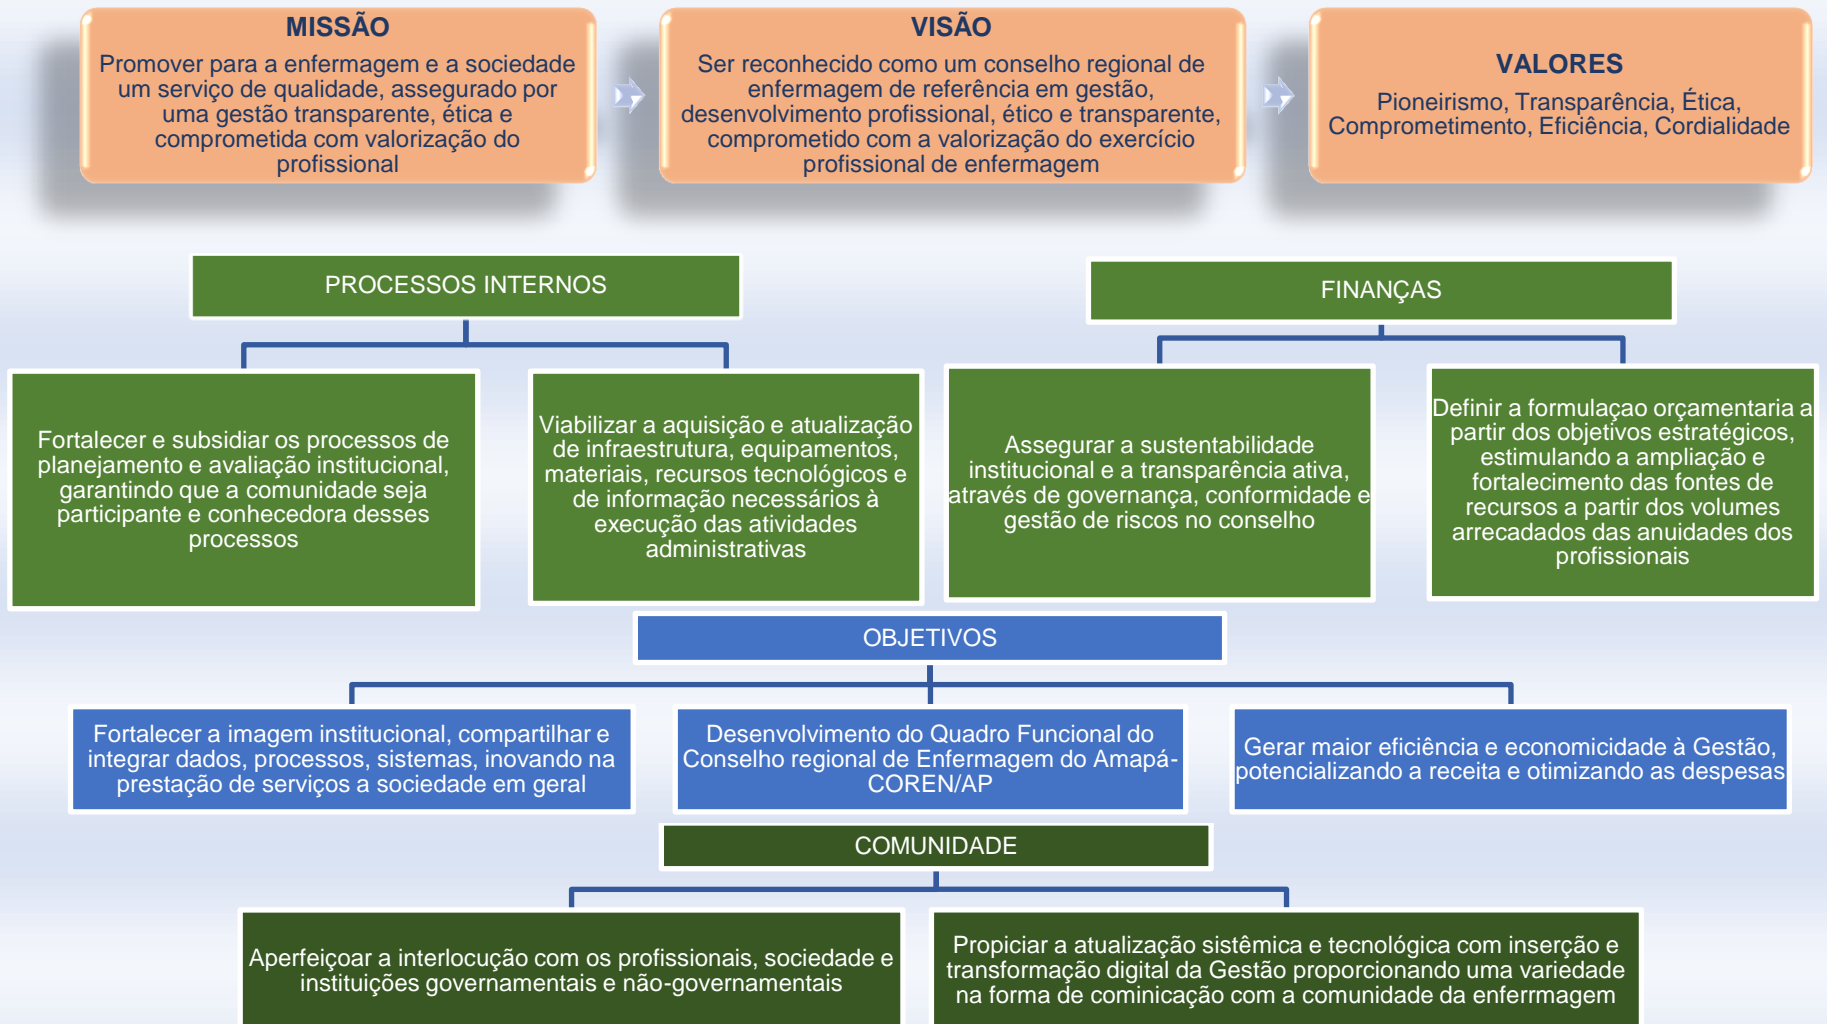 MISSÃO
Promover para a enfermagem e a sociedade
um serviço de qualidade, assegurado por
uma gestão transparente, ética e
comprometida com valorização do
profissional
VISÃO
Ser reconhecido como um conselho regional de
enfermagem de referência em gestão,
desenvolvimento profissional, ético e transparente,
comprometido com a valorização do exercício
profissional de enfermagem
VALORES
Pioneirismo, Transparência, Ética,
Comprometimento, Eficiência, Cordialidade
PROCESSOS INTERNOS
Fortalecer e subsidiar os processos de
planejamento e avaliação institucional,
garantindo que a comunidade seja
participante e conhecedora desses
processos
Viabilizar a aquisição e atualização
de infraestrutura, equipamentos,
materiais, recursos tecnológicos e
de informação necessários à
execução das atividades
administrativas
FINANÇAS
Assegurar a sustentabilidade
institucional e a transparência ativa,
através de governança, conformidade e
gestão de riscos no conselho
Definir a formulaçao orçamentaria a
partir dos objetivos estratégicos,
estimulando a ampliação e
fortalecimento das fontes de
recursos a partir dos volumes
arrecadados das anuidades dos
profissionais
OBJETIVOS
Fortalecer a imagem institucional, compartilhar e
integrar dados, processos, sistemas, inovando na
prestação de serviços a sociedade em geral
Desenvolvimento do Quadro Funcional do
Conselho regional de Enfermagem do Amapá-
COREN/AP
Gerar maior eficiência e economicidade à Gestão,
potencializando a receita e otimizando as despesas
COMUNIDADE
Aperfeiçoar a interlocução com os profissionais, sociedade e
instituições governamentais e não-governamentais
Propiciar a atualização sistêmica e tecnológica com inserção e
transformação digital da Gestão proporcionando uma variedade
na forma de cominicação com a comunidade da enferrmagem